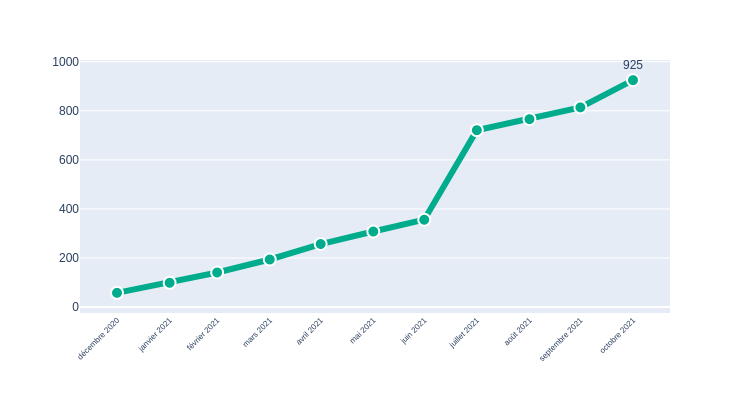 1000
925
800
600
400
200
0
décembre 2020
janvier 2021
février 2021
mars 2021
avril 2021
mai 2021
juin 2021
juillet 2021
août 2021
septembre 2021
octobre 2021